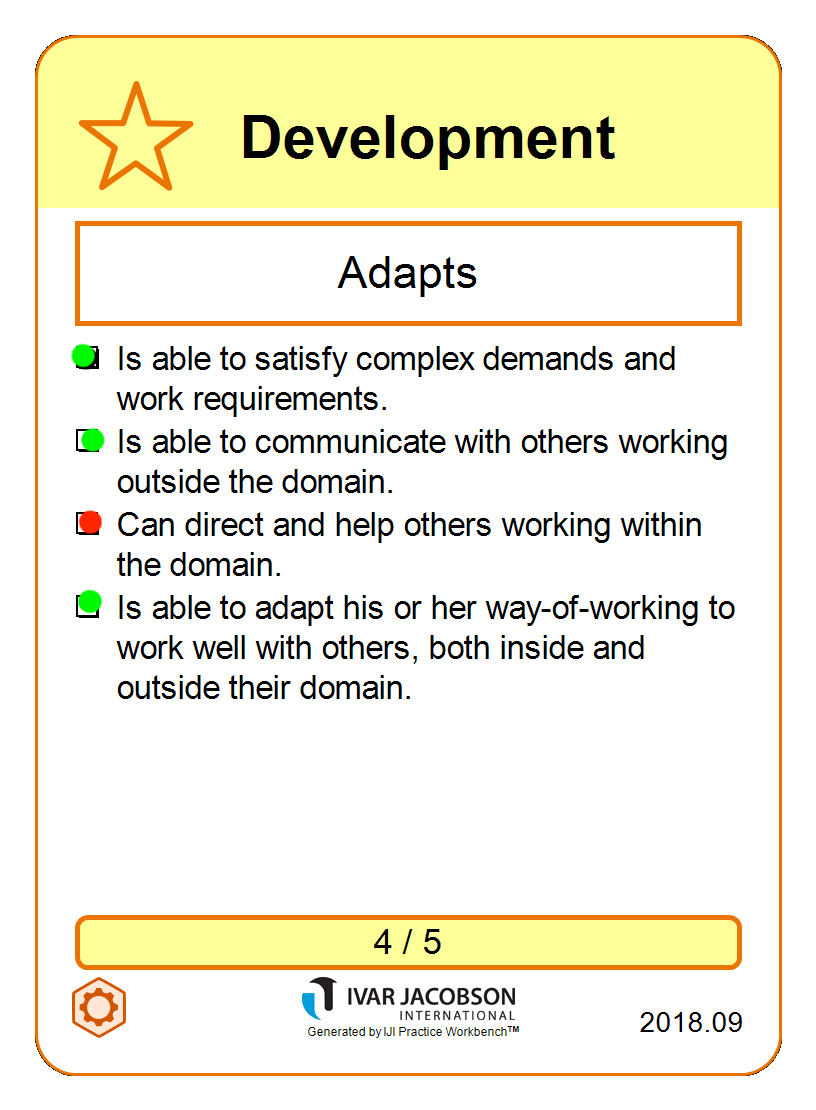 Development
Adapts
Is able to satisfy complex demands and
work requirements.
Is able to communicate with others working
outside the domain.
Can direct and help others working within
the domain.
Is able to adapt his or her way-of-working to
work well with others, both inside and
outside their domain.
4 / 5
IVAR JACOBSON
INTERNATIONAL
Generated by IJI Practice Workbench™
2018.09